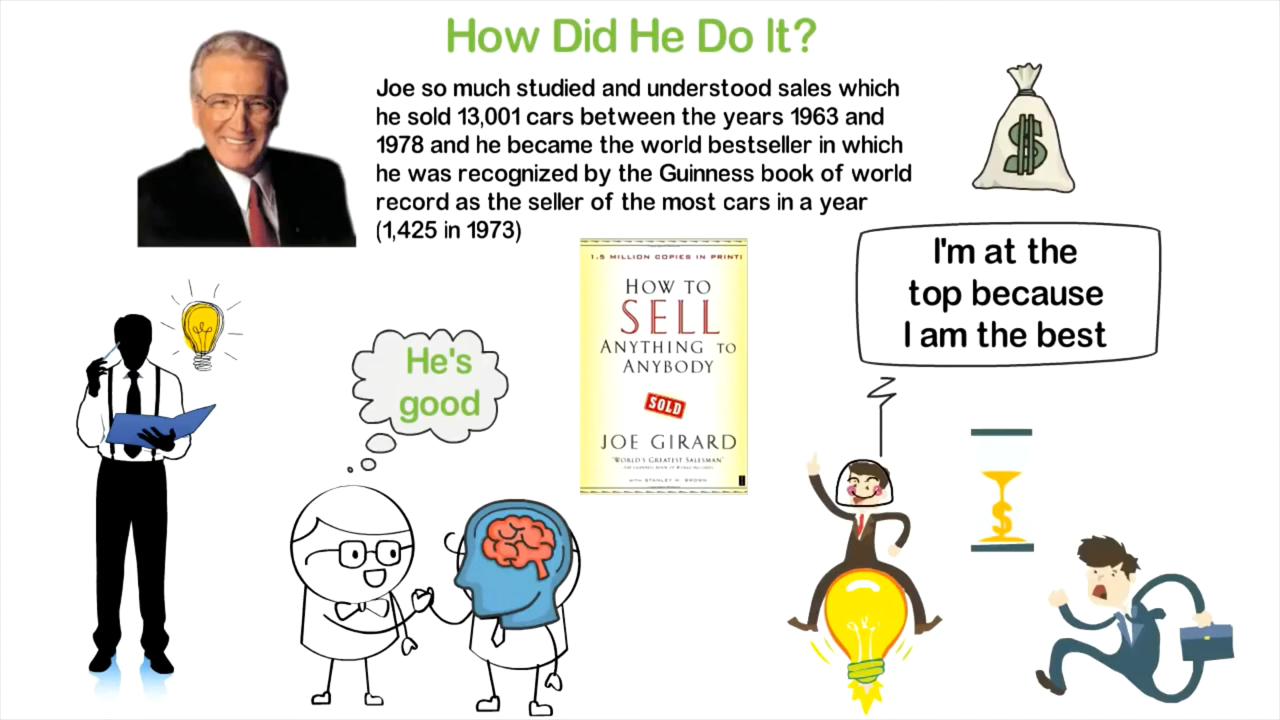 How Did He Do It?
Joe so much studied and understood sales which
he sold 13,001 cars between the years 1963 and
1978 and he became the world bestseller in which
he was recognized by the Guinness book of world
record as the seller of the most cars in a year
(1,425 in 1973)
I'm at the
top because
I am the best
He's
good
1.5 MILLION COPIES IN PRINT!
HOW TO
SELL
ANYTHING TO
ANYBODY
SOLD
JOE GIRARD
"WORLD'S GREATEST SALESMAN"
WITH STANLEY H. BROWN